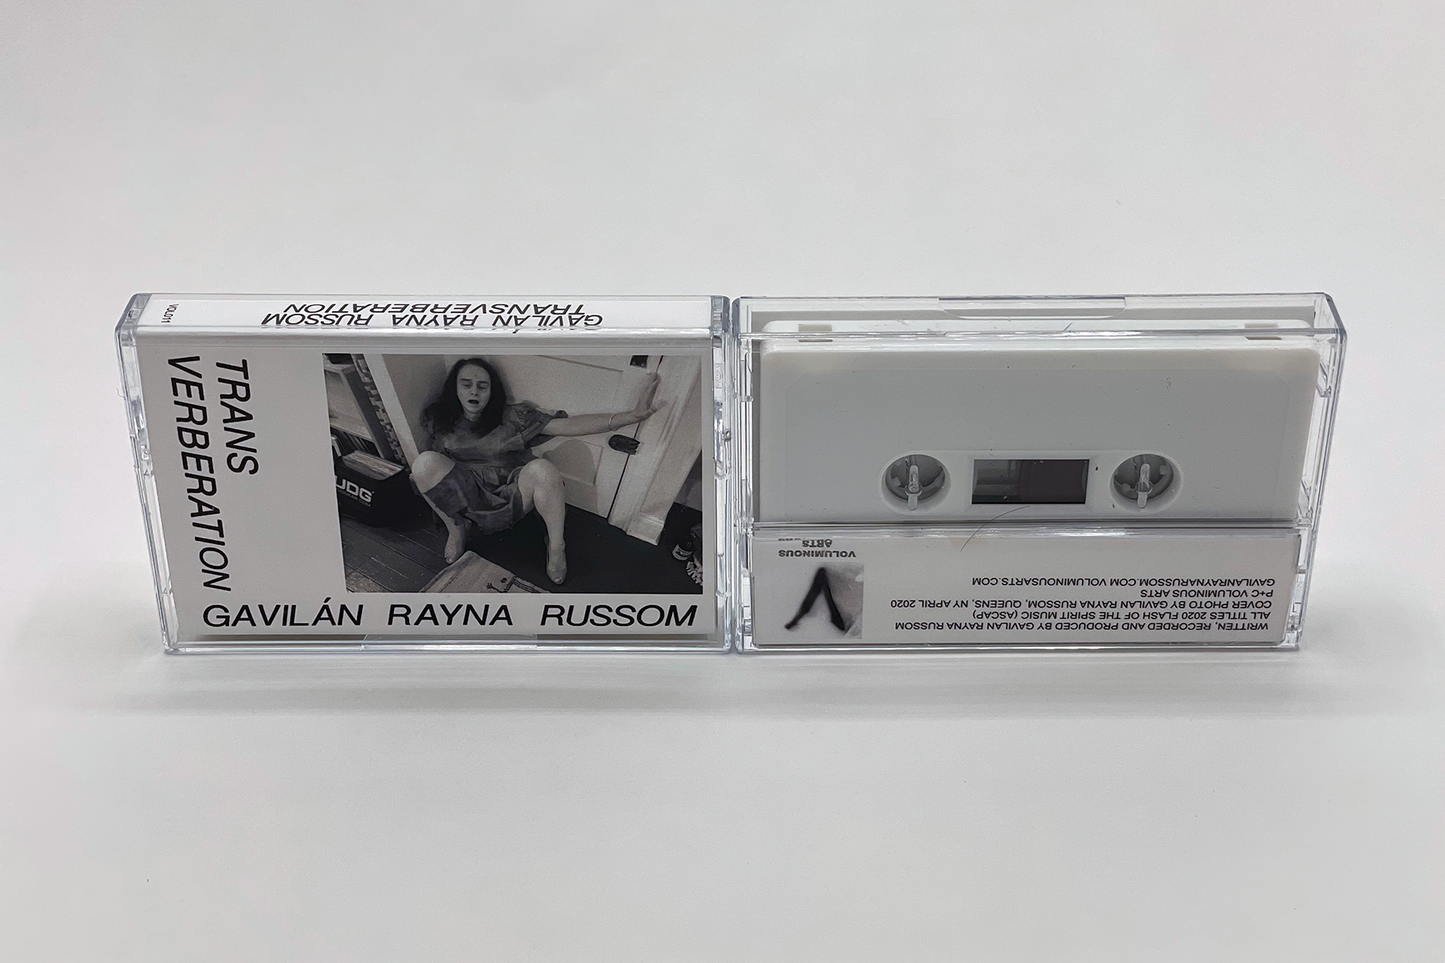 GAVILÁN RAYNA RUSSOM
TRANSVERBERATION
VOL011
TRANS
VERBERATION
UDG
GAVILÁN RAYNA RUSSOM
WRITTEN, RECORDED AND PRODUCED BY GAVILAN RAYNA RUSSOM
ALL TITLES 2020 FLASH OF THE SPIRIT MUSIC (ASCAP)
COVER PHOTO BY GAVILAN RAYNA RUSSOM, QUEENS, NY APRIL 2020
P+C VOLUMINOUS ARTS
GAVILANRAYNARUSSOM.COM VOLUMINOUSARTS.COM
VOLUMINOUS
ARTS